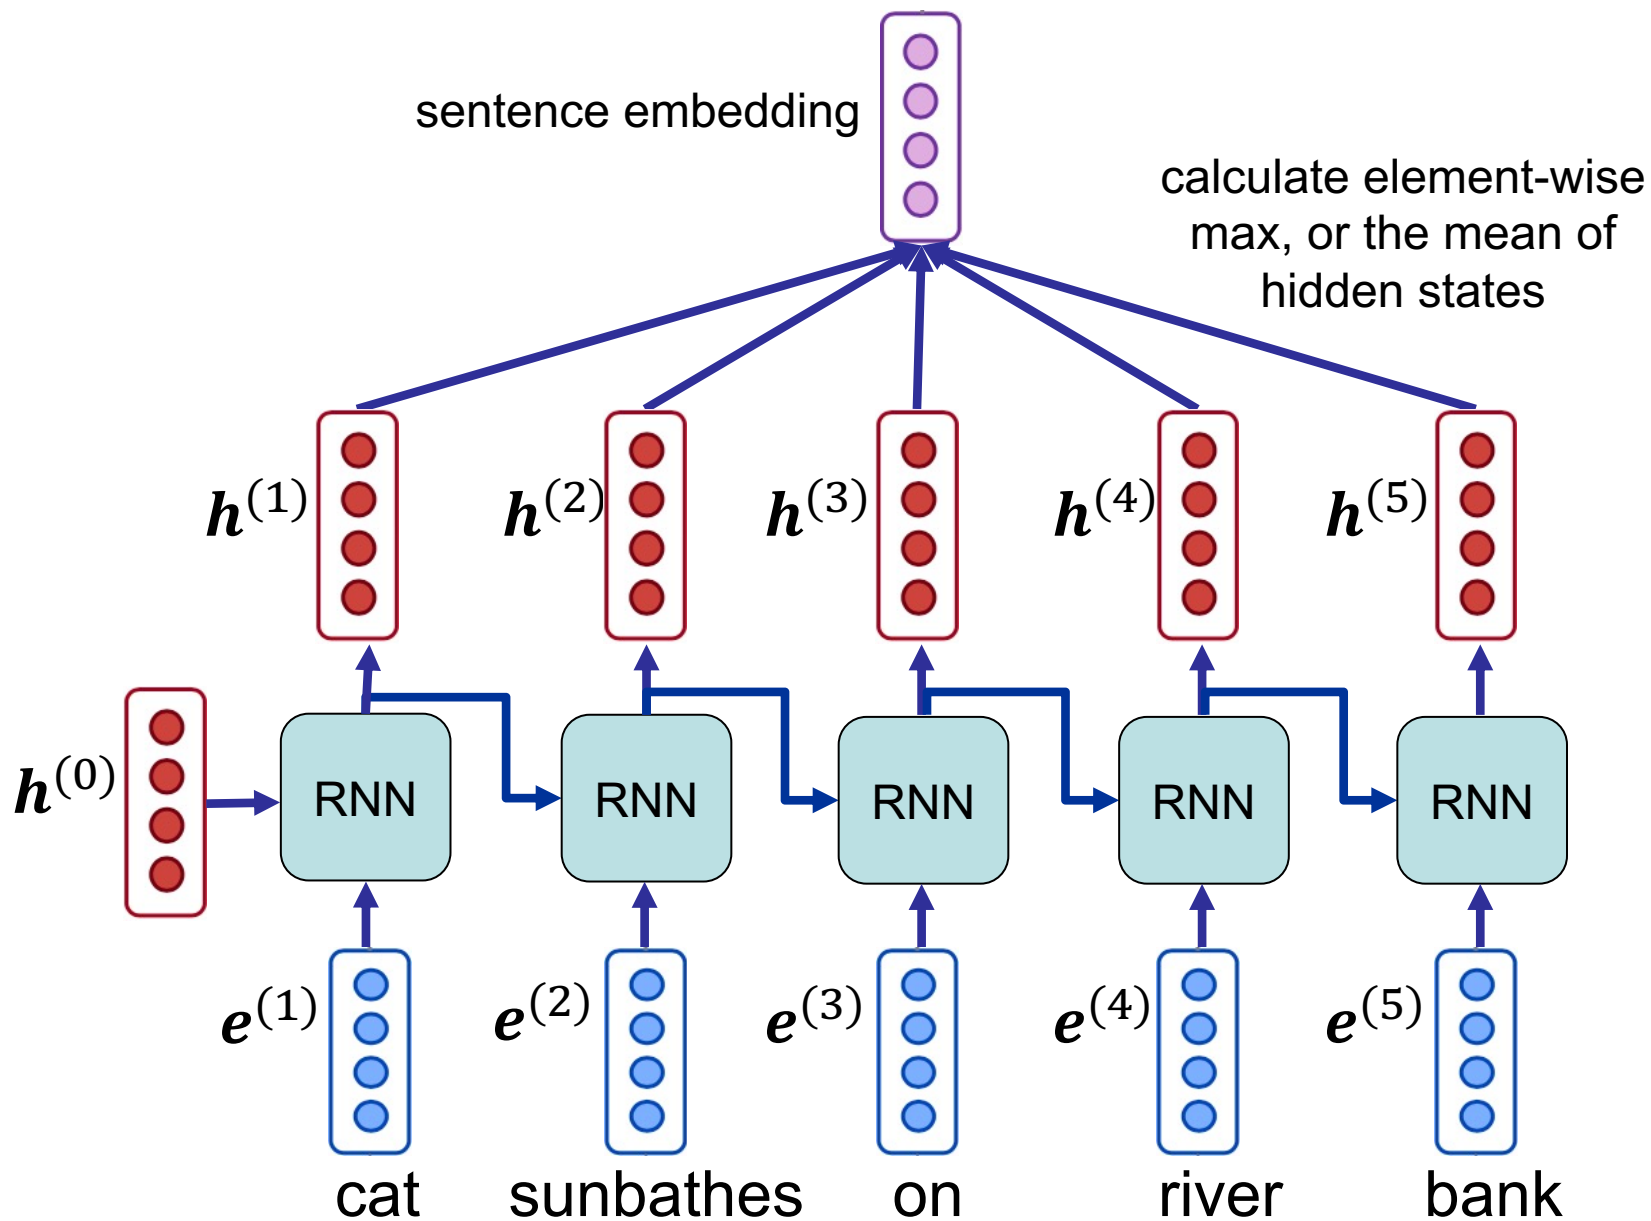 sentence embedding
calculate element-wise
max, or the mean of
hidden states
h^(1) h^(2) h^(3) h^(4) h^(5)
h^(0)
RNN RNN RNN RNN RNN
e^(1) e^(2) e^(3) e^(4) e^(5)
cat sunbathes on river bank